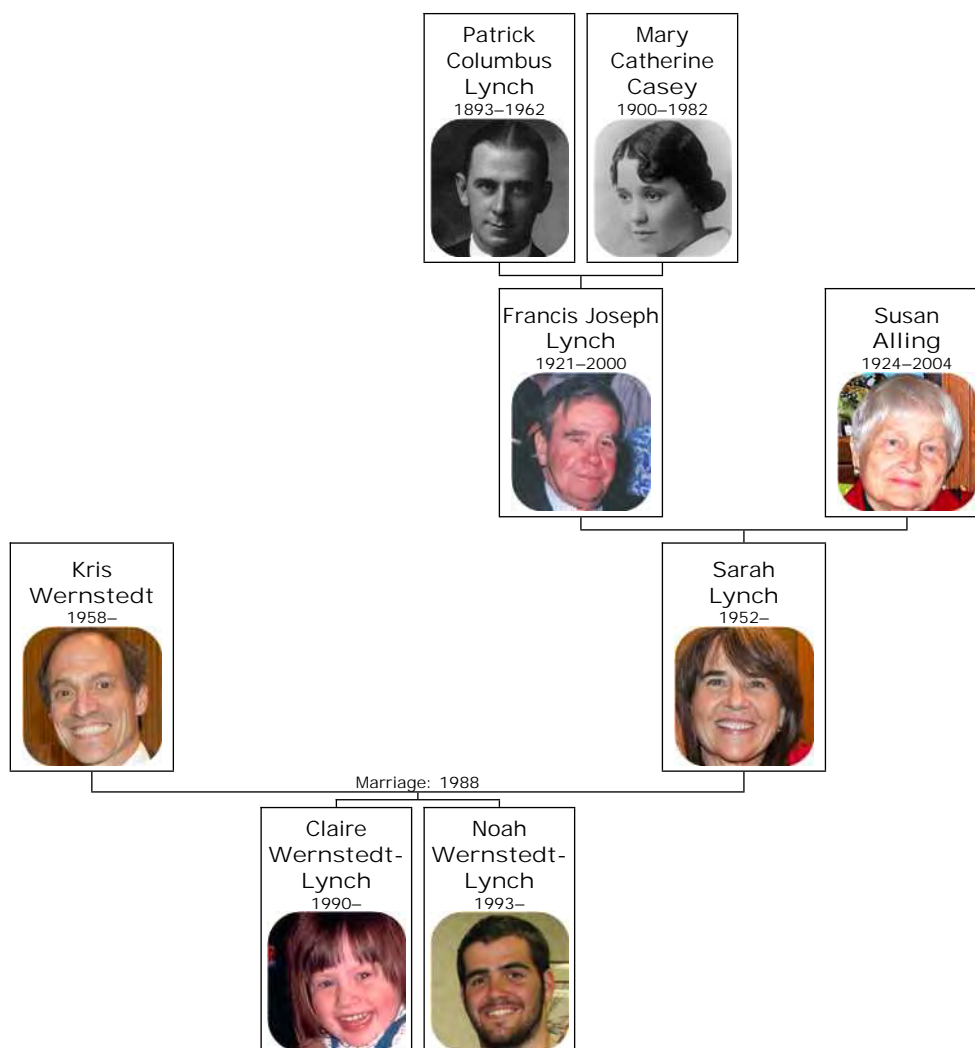 Patrick
Columbus
Lynch
1893–1962
Mary
Catherine
Casey
1900–1982
Francis Joseph
Lynch
1921–2000
Susan
Alling
1924–2004
Kris
Wernstedt
1958–
Sarah
Lynch
1952–
Marriage: 1988
Claire
Wernstedt-
Lynch
1990–
Noah
Wernstedt-
Lynch
1993–